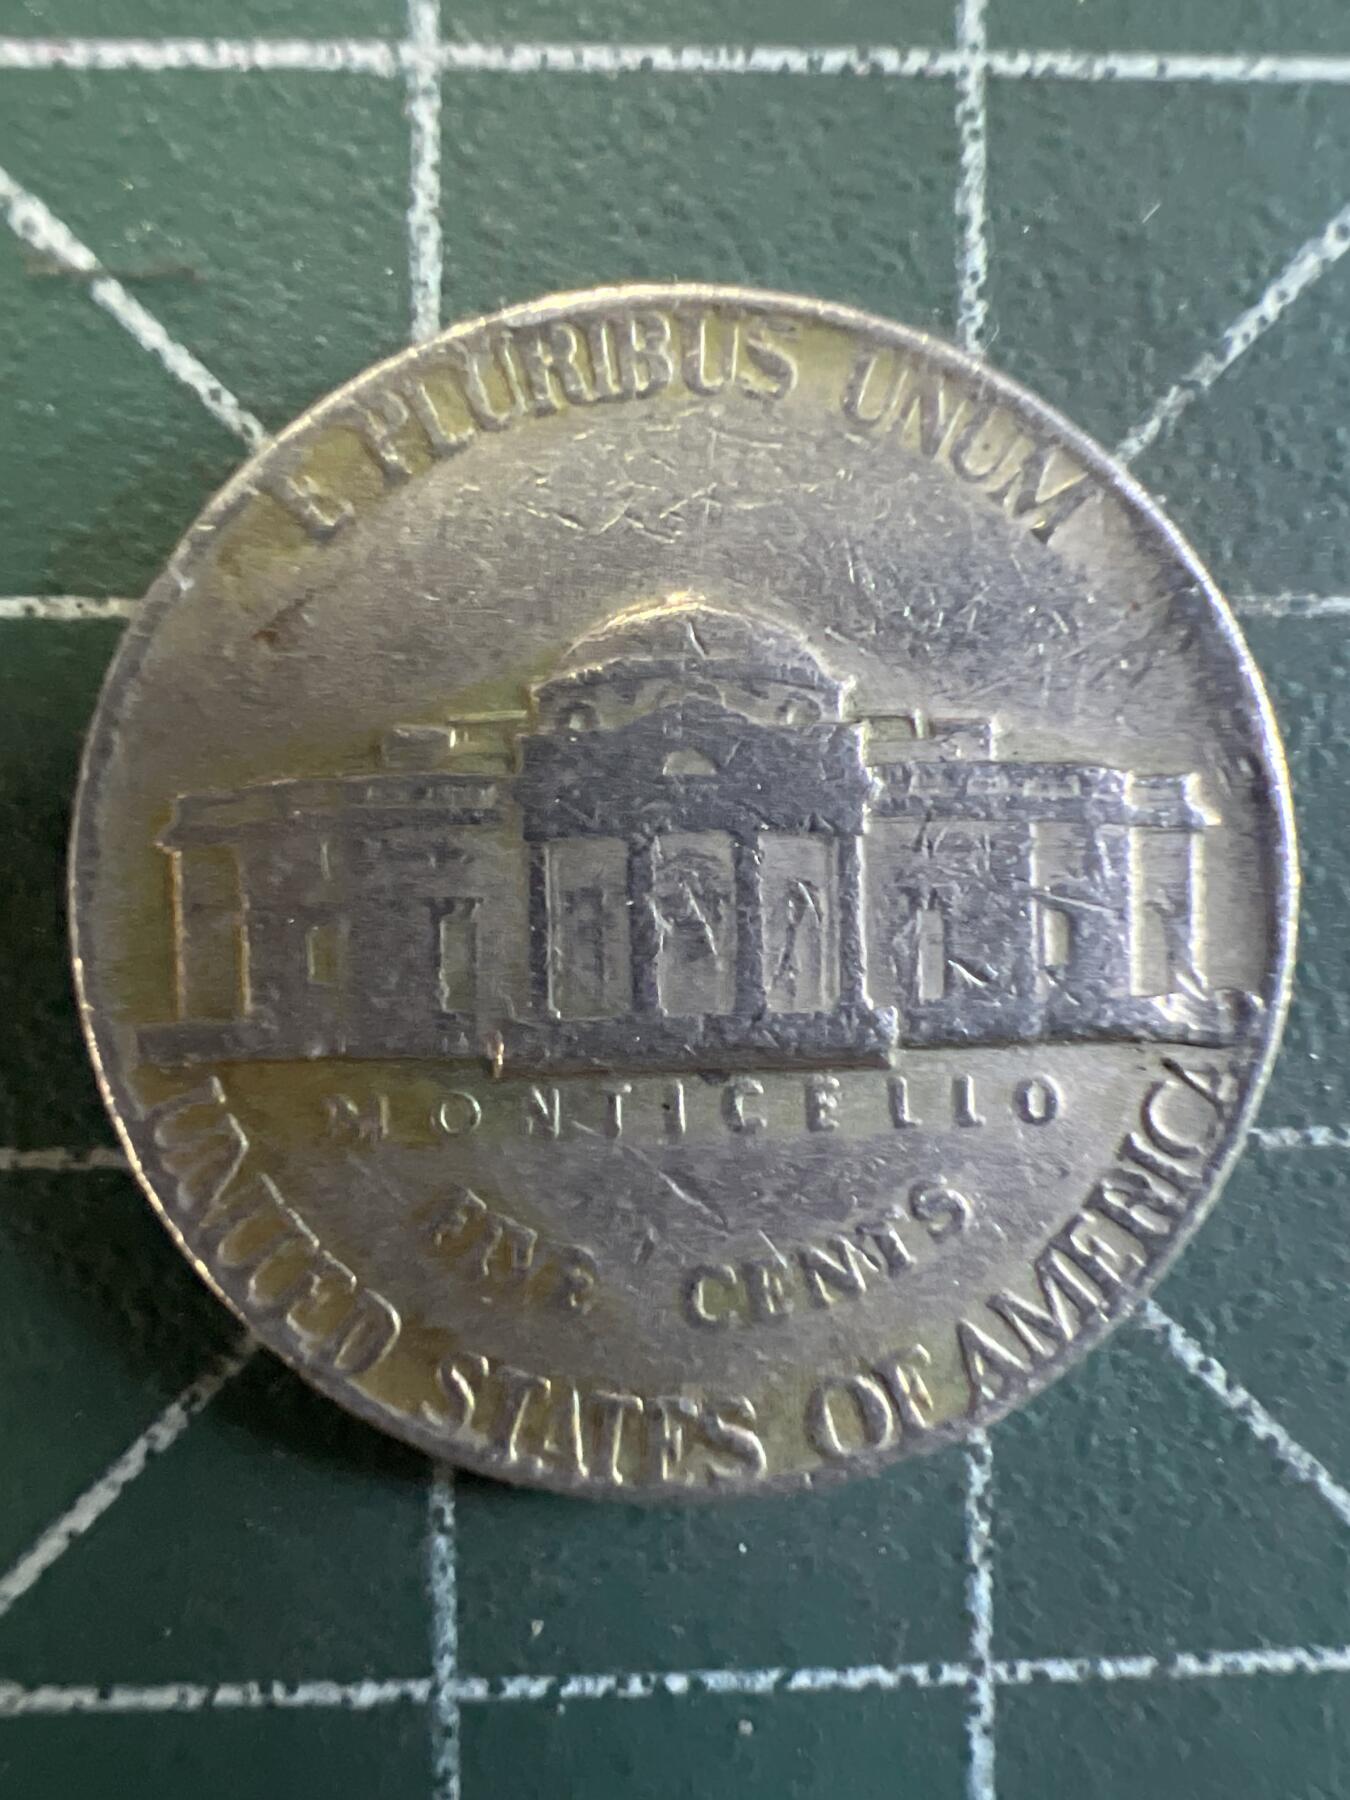 E PLURIBUS UNUM
MONTICELLO
FIVE CENTS
UNITED STATES OF AMERICA